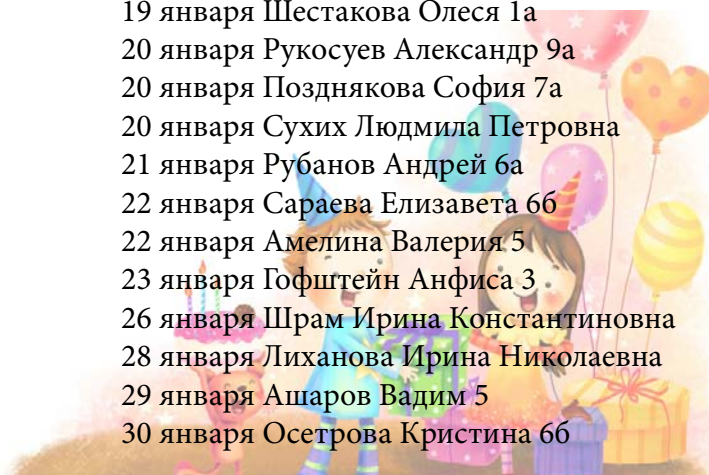 19 января Шестакова Олеся 1а
20 января Рукосуев Александр 9а
20 января Позднякова София 7а
20 января Сухих Людмила Петровна
21 января Рубанов Андрей 6а
22 января Сараева Елизавета 6б
22 января Амелина Валерия 5
23 января Гофштейн Анфиса 3
26 января Шрам Ирина Константиновна
28 января Лиханова Ирина Николаевна
29 января Ашаров Вадим 5
30 января Осетрова Кристина 6б